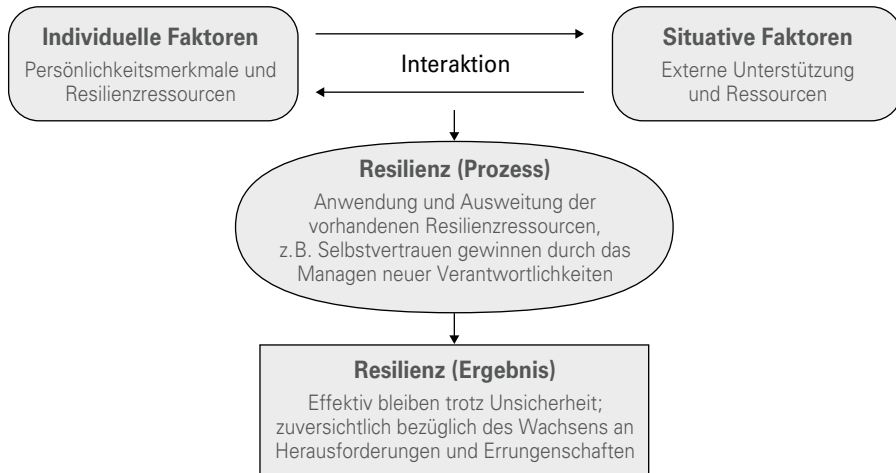 Individuelle Faktoren
Persönlichkeitsmerkmale und
Resilienzressourcen
Interaktion
Situative Faktoren
Externe Unterstützung
und Ressourcen
Resilienz (Prozess)
Anwendung und Ausweitung der
vorhandenen Resilienzressourcen,
z.B. Selbstvertrauen gewinnen durch das
Managen neuer Verantwortlichkeiten
Resilienz (Ergebnis)
Effektiv bleiben trotz Unsicherheit;
zuversichtlich bezüglich des Wachsens an
Herausforderungen und Errungenschaften